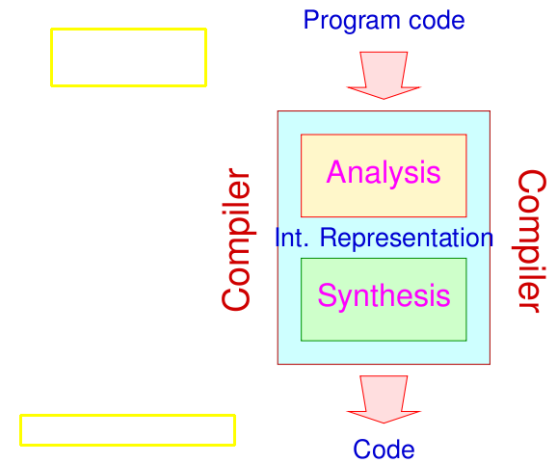 Program code
Compiler
Analysis
Int. Representation
Synthesis
Compiler
Code